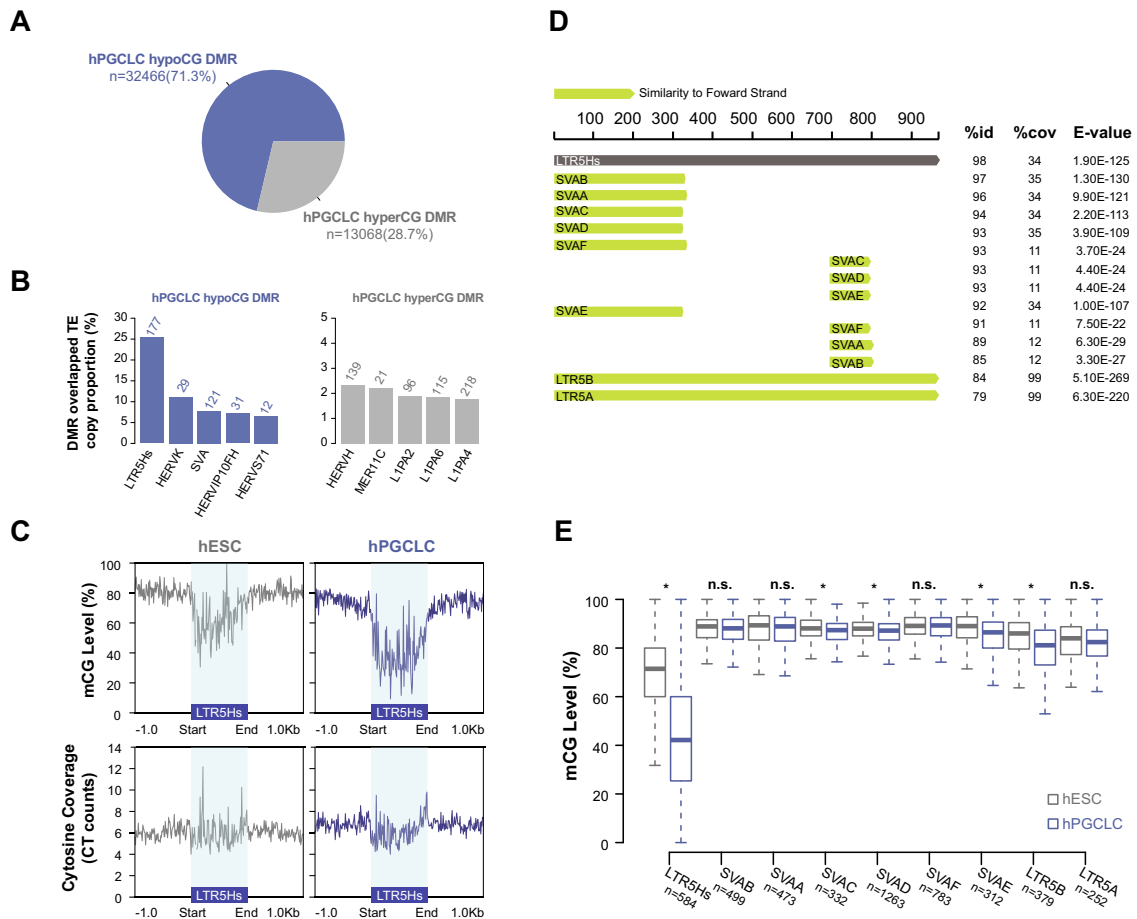 A
hPGCLC hypoCG DMR
n=32466(71.3%)
hPGCLC hyperCG DMR
n=13068(28.7%)
B
hPGCLC hypoCG DMR
hPGCLC hyperCG DMR
DMR overlapped TE
copy proportion (%)
30
25
20
15
10
5
0
177
29
121
31
12
LTR5Hs
HERVK
SVA
HERVIP10FH
HERVS71
5
4
3
2
1
0
139
21
96
115
218
HERVH
MER11C
L1PA2
L1PA6
L1PA4
C
hESC
hPGCLC
mCG Level (%)
100
80
60
40
20
0
LTR5Hs
LTR5Hs
-1.0 Start End 1.0Kb
-1.0 Start End 1.0Kb
Cytosine Coverage
(CT counts)
14
12
10
8
6
4
2
0
LTR5Hs
LTR5Hs
-1.0 Start End 1.0Kb
-1.0 Start End 1.0Kb
D
Similarity to Foward Strand
100 200 300 400 500 600 700 800 900
%id %cov E-value
LTR5Hs
98 34 1.90E-125
SVAB
97 35 1.30E-130
SVAA
96 34 9.90E-121
SVAC
94 34 2.20E-113
SVAD
93 35 3.90E-109
SVAF
93 11 3.70E-24
SVAC
93 11 4.40E-24
SVAD
93 11 4.40E-24
SVAE
92 34 1.00E-107
SVAE
91 11 7.50E-22
SVAF
89 12 6.30E-29
SVAA
85 12 3.30E-27
SVAB
84 99 5.10E-269
LTR5B
79 99 6.30E-220
LTR5A
E
* n.s. n.s. * * n.s. * * n.s.
mCG Level (%)
100
80
60
40
20
0
hESC
hPGCLC
LTR5Hs
n=584
SVAB
n=499
SVAA
n=473
SVAC
n=332
SVAD
n=1263
SVAF
n=783
SVAE
n=312
LTR5B
n=379
LTR5A
n=252